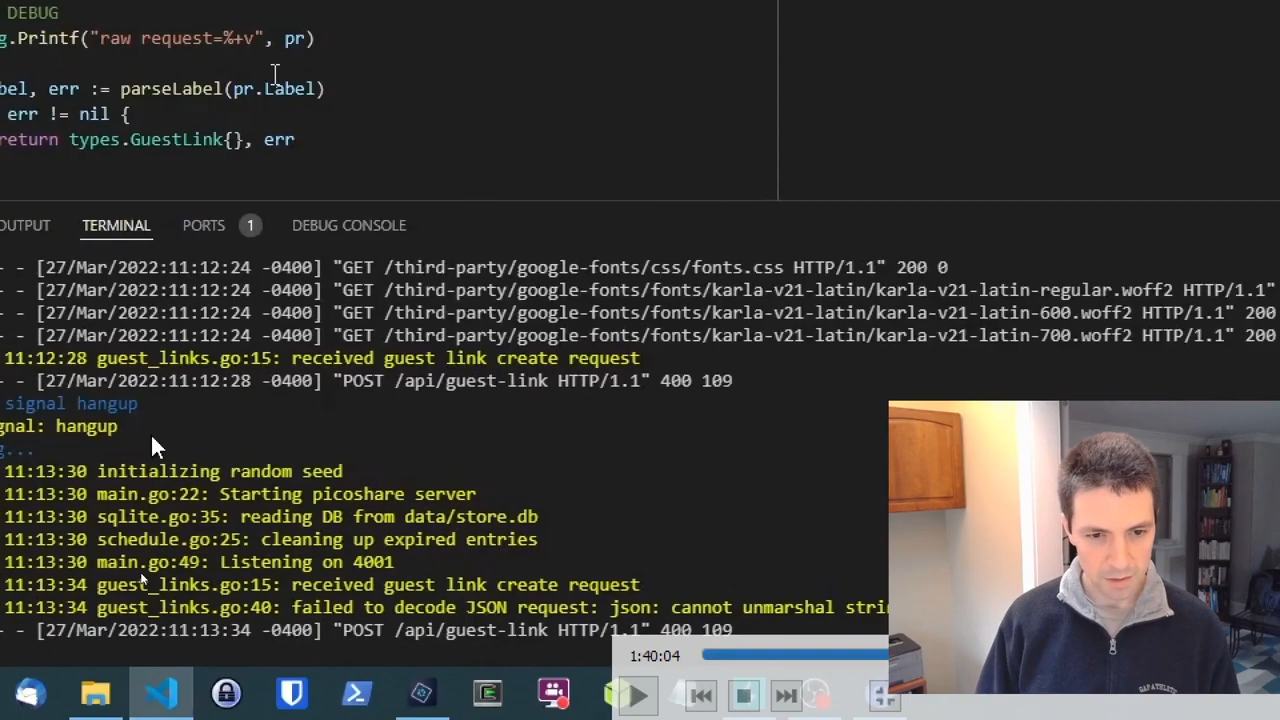 DEBUG
g.Printf("raw request=%+v", pr)
bel, err := parseLabel(pr.Label)
err != nil {
return types.GuestLink{}, err
OUTPUT TERMINAL PORTS 1 DEBUG CONSOLE
- - [27/Mar/2022:11:12:24 -0400] "GET /third-party/google-fonts/css/fonts.css HTTP/1.1" 200 0
- - [27/Mar/2022:11:12:24 -0400] "GET /third-party/google-fonts/fonts/karla-v21-latin/karla-v21-latin-regular.woff2 HTTP/1.1"
- - [27/Mar/2022:11:12:24 -0400] "GET /third-party/google-fonts/fonts/karla-v21-latin/karla-v21-latin-600.woff2 HTTP/1.1" 200
- - [27/Mar/2022:11:12:24 -0400] "GET /third-party/google-fonts/fonts/karla-v21-latin/karla-v21-latin-700.woff2 HTTP/1.1" 200
11:12:28 guest_links.go:15: received guest link create request
- - [27/Mar/2022:11:12:28 -0400] "POST /api/guest-link HTTP/1.1" 400 109
signal hangup
gnal: hangup
g...
11:13:30 initializing random seed
11:13:30 main.go:22: Starting picoshare server
11:13:30 sqlite.go:35: reading DB from data/store.db
11:13:30 schedule.go:25: cleaning up expired entries
11:13:30 main.go:49: Listening on 4001
11:13:34 guest_links.go:15: received guest link create request
11:13:34 guest_links.go:40: failed to decode JSON request: json: cannot unmarshal stri
- - [27/Mar/2022:11:13:34 -0400] "POST /api/guest-link HTTP/1.1" 400 109
1:40:04